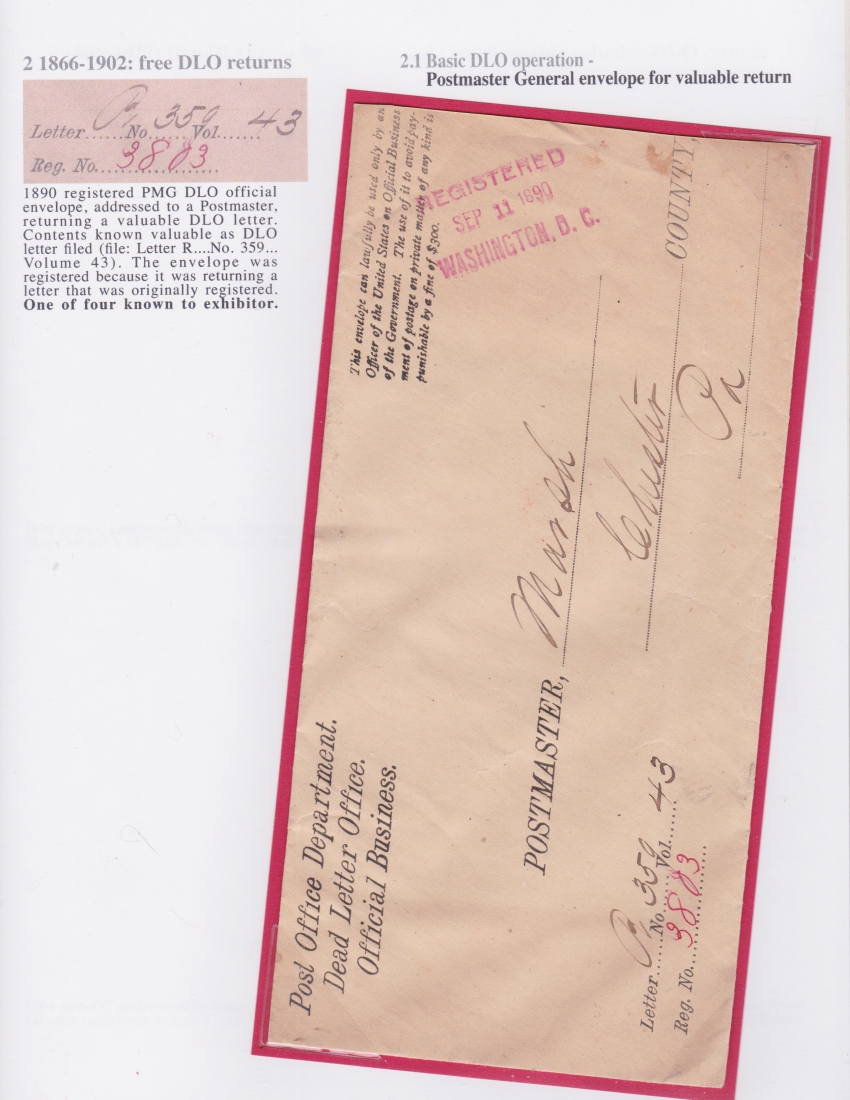 2 1866-1902: free DLO returns
2.1 Basic DLO operation -
Postmaster General envelope for valuable return
Letter......No. 359 Vol. 43
Reg. No. 3883
1890 registered PMG DLO official
envelope, addressed to a Postmaster,
returning a valuable DLO letter.
Contents known valuable as DLO
letter filed (file: Letter R....No. 359...
Volume 43). The envelope was
registered because it was returning a
letter that was originally registered.
One of four known to exhibitor.
This envelope can lawfully be used only by an
Officer of the United States on Official Business
of the Government. The use of it to avoid pay-
ment of postage on private matter of any kind is
punishable by a fine of $300.
REGISTERED
SEP 11 1890
WASHINGTON, D. C.
Post Office Department.
Dead Letter Office.
Official Business.
POSTMASTER, Marsh
Chester COUNTY,
Pa
Letter......No. 359 Vol. 43
Reg. No. 3883